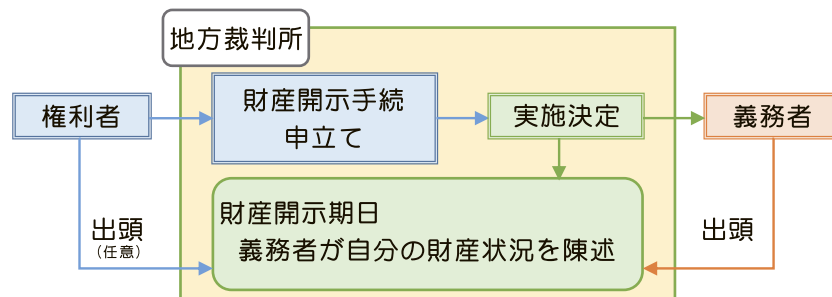 地方裁判所
権利者
財産開示手続
申立て
実施決定
義務者
出頭
（任意）
財産開示期日
義務者が自分の財産状況を陳述
出頭